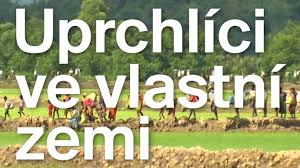 Uprchlíci
ve vlastní
zemi